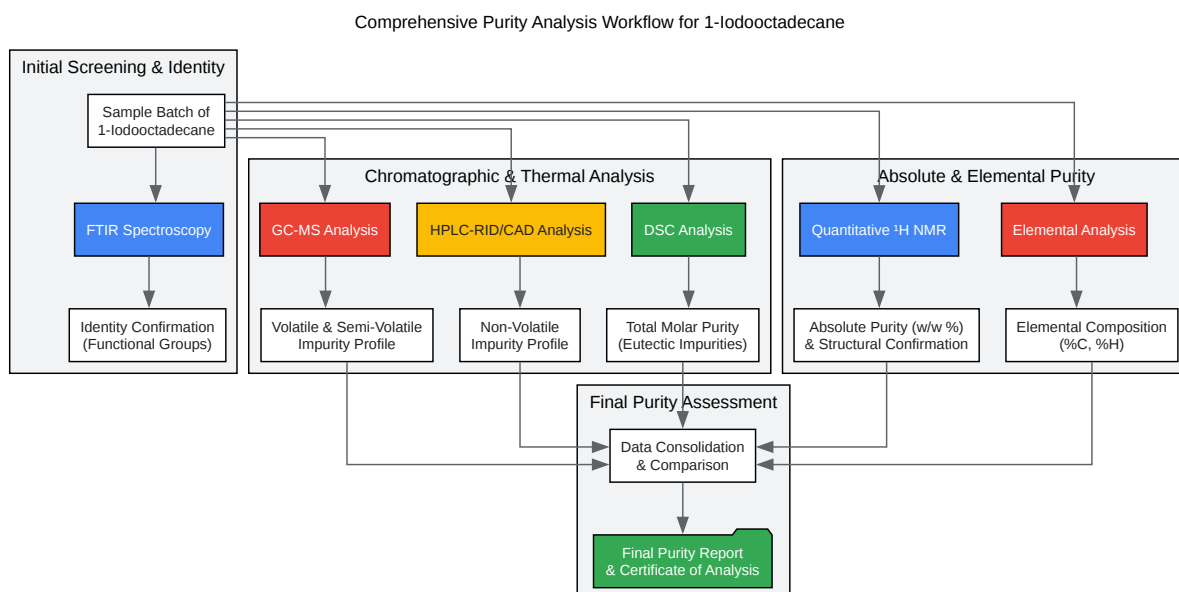 Comprehensive Purity Analysis Workflow for 1-Iodooctadecane
Initial Screening & Identity
Sample Batch of
1-Iodooctadecane
Chromatographic & Thermal Analysis
Absolute & Elemental Purity
FTIR Spectroscopy
GC-MS Analysis
HPLC-RID/CAD Analysis
DSC Analysis
Quantitative ¹H NMR
Elemental Analysis
Identity Confirmation
(Functional Groups)
Volatile & Semi-Volatile
Impurity Profile
Non-Volatile
Impurity Profile
Total Molar Purity
(Eutectic Impurities)
Absolute Purity (w/w %)
& Structural Confirmation
Elemental Composition
(%C, %H)
Final Purity Assessment
Data Consolidation
& Comparison
Final Purity Report
& Certificate of Analysis